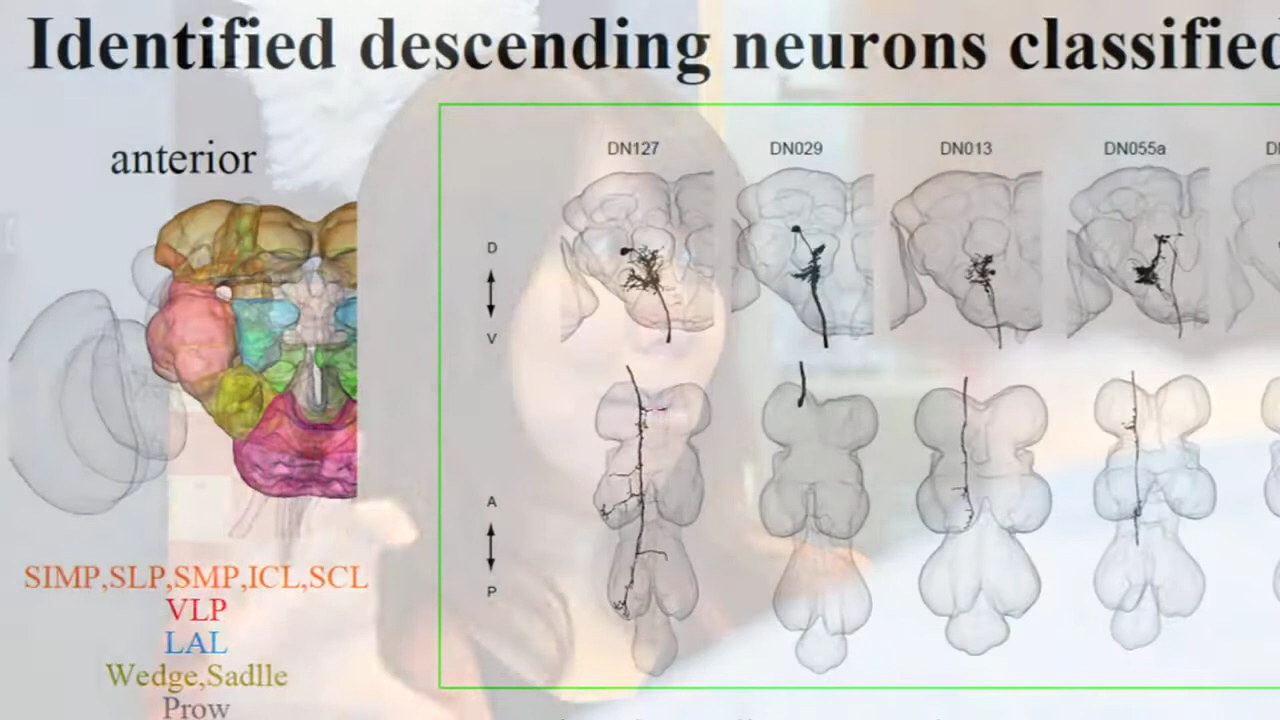 Identified descending neurons classified
anterior
DN127
DN029
DN013
DN055a
D
V
A
P
SIMP,SLP,SMP,ICL,SCL
VLP
LAL
Wedge,Sadlle
Prow